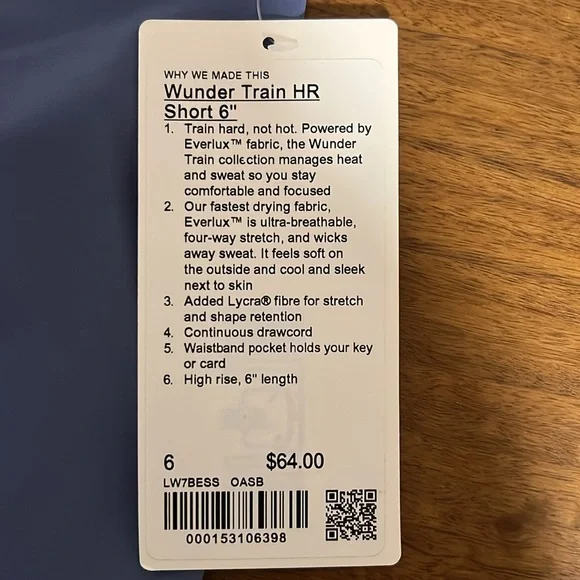 WHY WE MADE THIS
Wunder Train HR
Short 6"
1. Train hard, not hot. Powered by
Everlux™ fabric, the Wunder
Train collection manages heat
and sweat so you stay
comfortable and focused
2. Our fastest drying fabric,
Everlux™ is ultra-breathable,
four-way stretch, and wicks
away sweat. It feels soft on
the outside and cool and sleek
next to skin
3. Added Lycra® fibre for stretch
and shape retention
4. Continuous drawcord
5. Waistband pocket holds your key
or card
6. High rise, 6" length
6 $64.00
LW7BESS OASB
000153106398